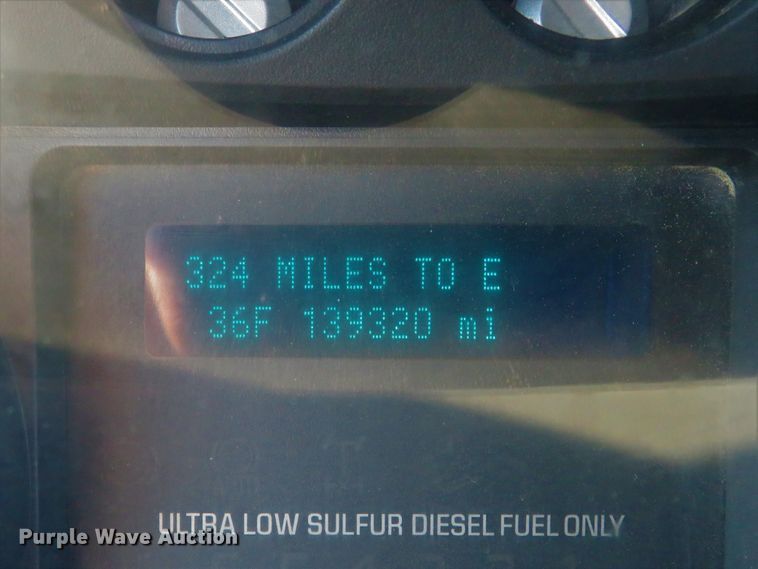 324 MILES TO E
36F 139320 mi
ULTRA LOW SULFUR DIESEL FUEL ONLY
Purple Wave Auction